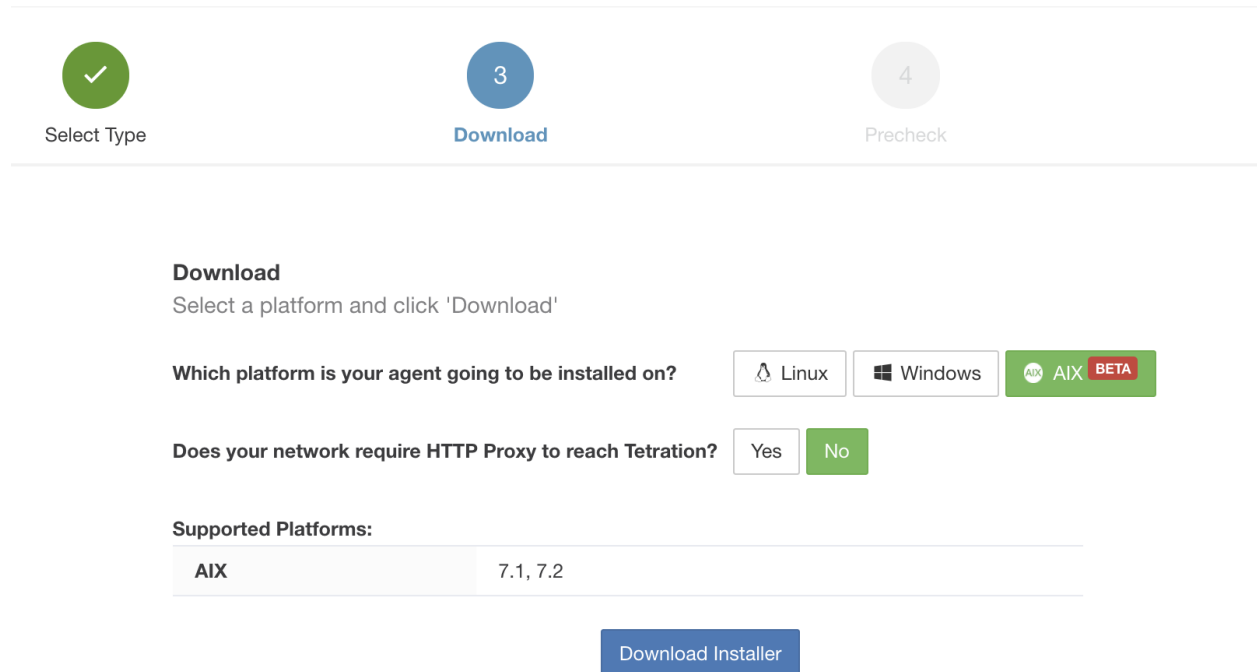 3
4
Select Type
Download
Precheck
Download
Select a platform and click 'Download'
Which platform is your agent going to be installed on?
Linux
Windows
AIX AIX BETA
Does your network require HTTP Proxy to reach Tetration?
Yes
No
Supported Platforms:
AIX 7.1, 7.2
Download Installer